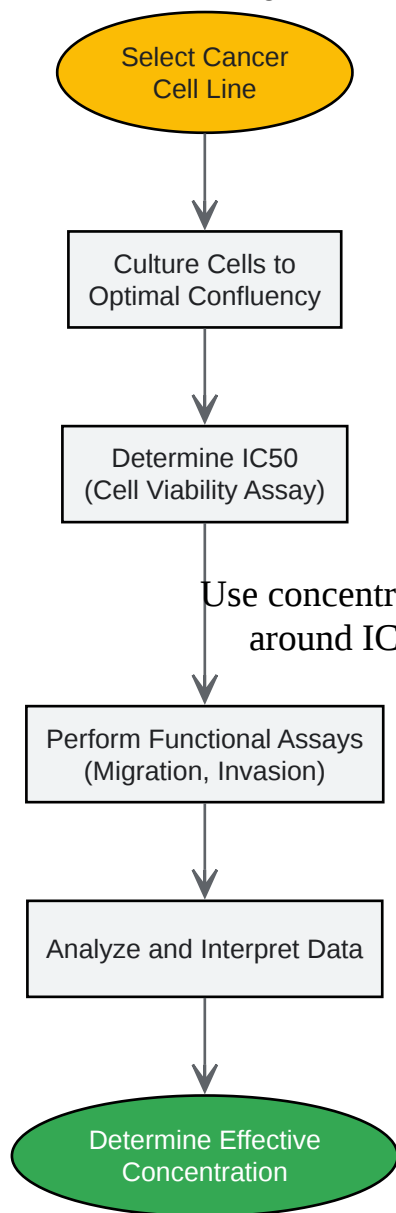 Select Cancer
Cell Line
Culture Cells to
Optimal Confluency
Determine IC50
(Cell Viability Assay)
Use
around
Perform Functional Assays
(Migration, Invasion)
Analyze and Interpret Data
Determine Effective
Concentration